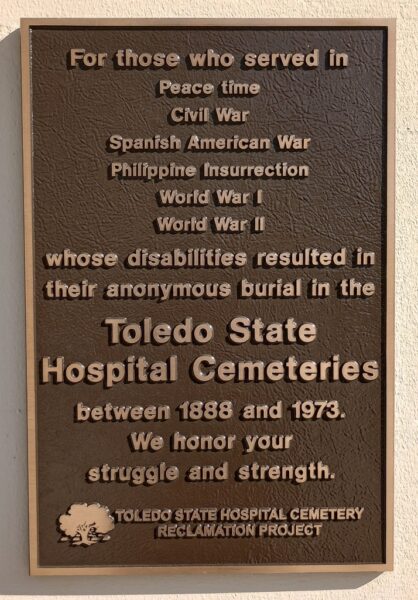 For those who served in
Peace time
Civil War
Spanish American War
Philippine Insurrection
World War I
World War II
whose disabilities resulted in
their anonymous burial in the
Toledo State
Hospital Cemeteries
between 1888 and 1973.
We honor your
struggle and strength.
TOLEDO STATE HOSPITAL CEMETERY
RECLAMATION PROJECT